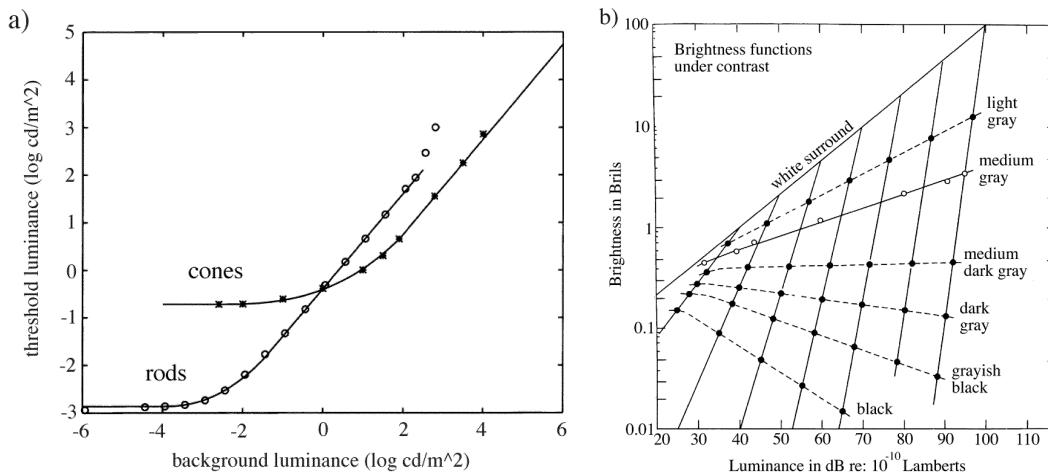 a)
threshold luminance (log cd/m^2)
5
4
3
2
1
0
-1
-2
-3
cones
rods
-6
-4
-2
0
2
4
6
background luminance (log cd/m^2)
b)
Brightness in Brils
100
10
1
0.1
0.01
Brightness functions
under contrast
white surround
light
gray
medium
gray
medium
dark gray
dark
gray
grayish
black
black
20 30 40 50 60 70 80 90 100 110
Luminance in dB re: 10^-10 Lamberts